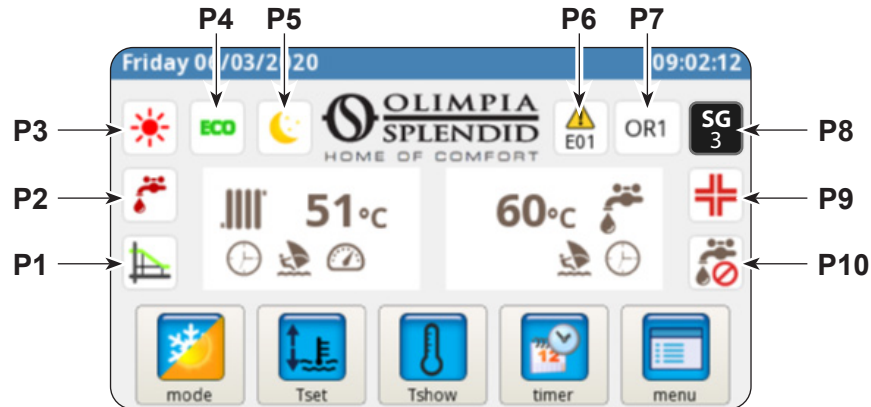 P4 P5 P6 P7
Friday 06/03/2020 09:02:12
P3 ECO OLIMPIA SPLENDID HOME OF COMFORT E01 OR1 SG 3 P8
P2 51°C 60°C P9
P1 P10
12
mode Tset Tshow timer menu